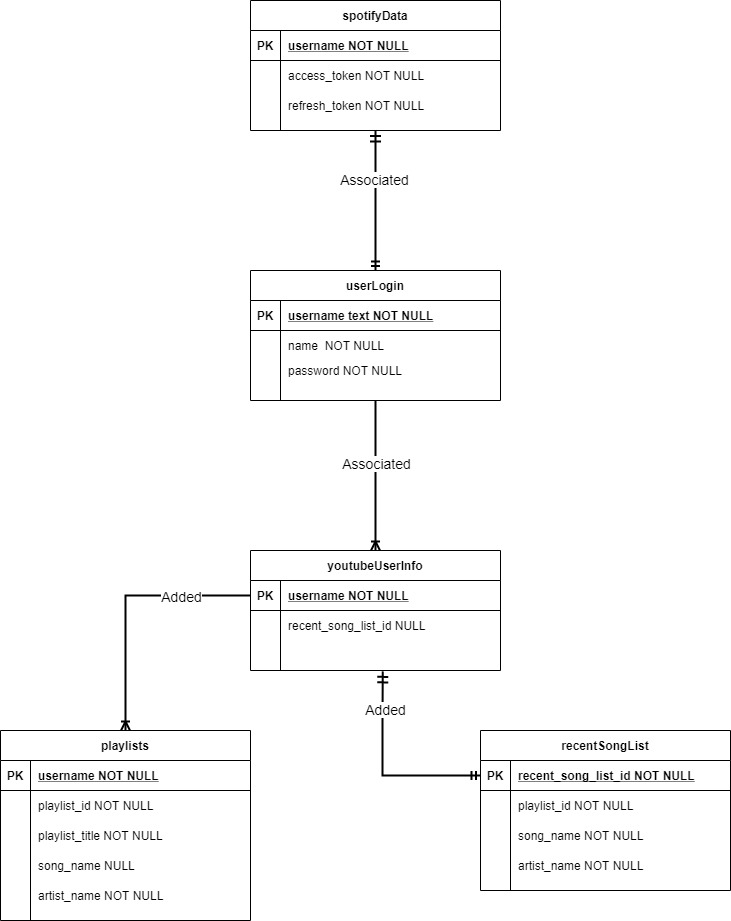 spotifyData
PK username NOT NULL
access_token NOT NULL
refresh_token NOT NULL
Associated
userLogin
PK username text NOT NULL
name  NOT NULL
password NOT NULL
Associated
youtubeUserInfo
PK username NOT NULL
recent_song_list_id NULL
Added
Added
playlists
PK username NOT NULL
playlist_id NOT NULL
playlist_title NOT NULL
song_name NULL
artist_name NOT NULL
recentSongList
PK recent_song_list_id NOT NULL
playlist_id NOT NULL
song_name NOT NULL
artist_name NOT NULL